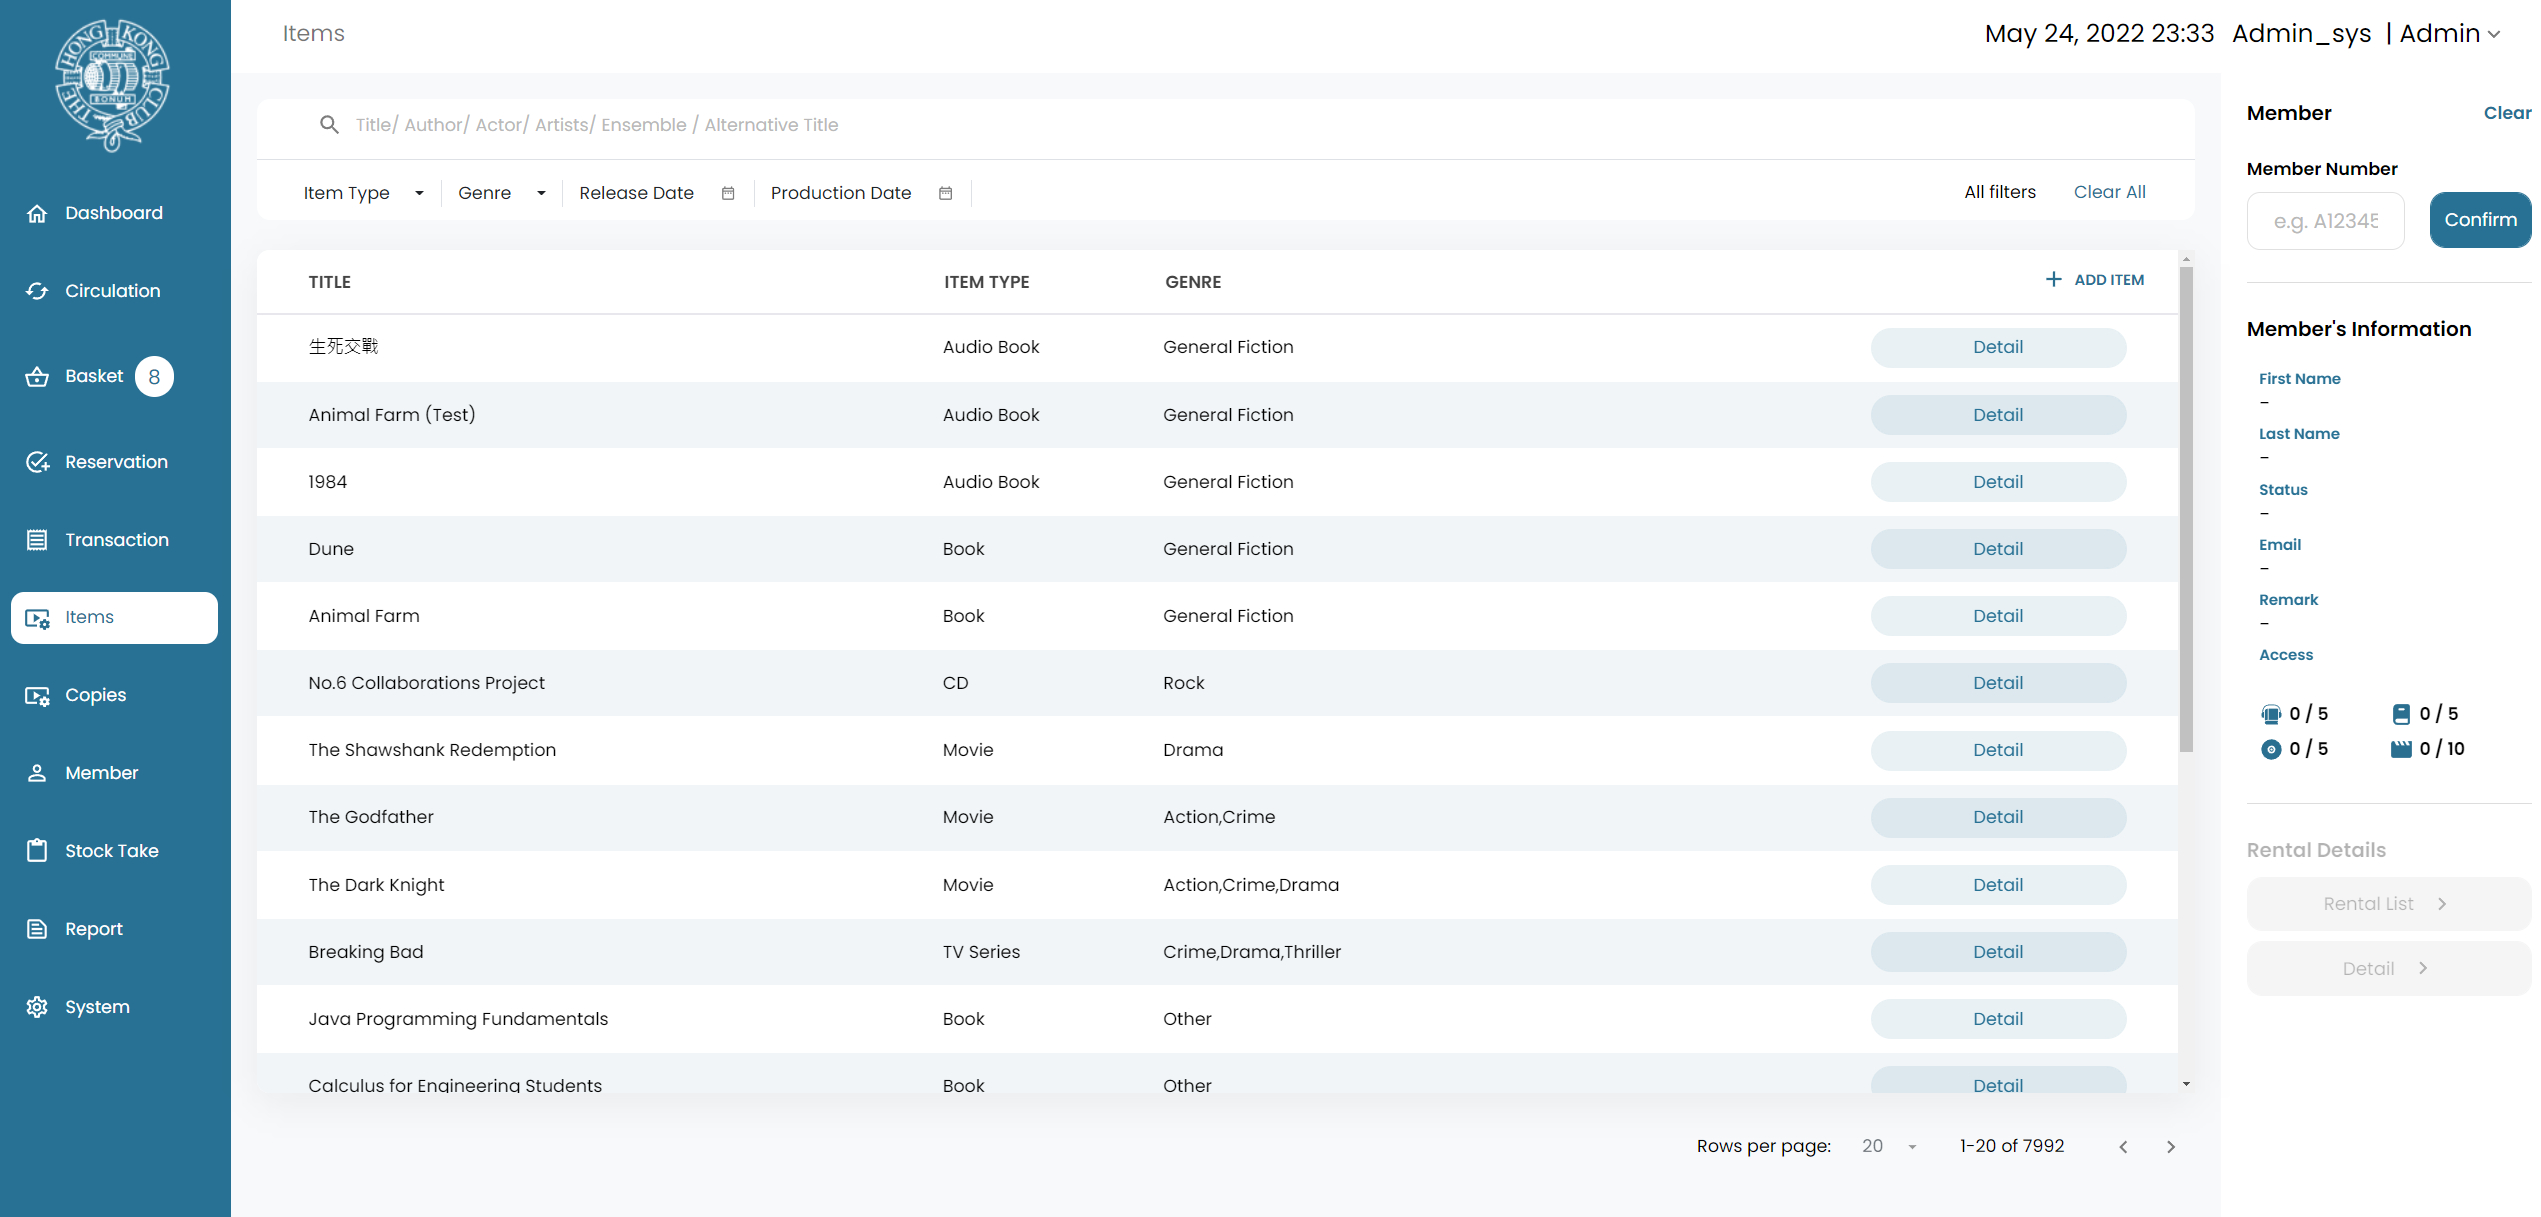 THE HONG KONG CLUB
COMMUNE
BONUM
Dashboard
Circulation
Basket 8
Reservation
Transaction
Items
Copies
Member
Stock Take
Report
System
Items
May 24, 2022 23:33 Admin_sys | Admin
Title/ Author/ Actor/ Artists/ Ensemble / Alternative Title
Item Type Genre Release Date Production Date All filters Clear All
TITLE ITEM TYPE GENRE + ADD ITEM
生死交戰 Audio Book General Fiction Detail
Animal Farm (Test) Audio Book General Fiction Detail
1984 Audio Book General Fiction Detail
Dune Book General Fiction Detail
Animal Farm Book General Fiction Detail
No.6 Collaborations Project CD Rock Detail
The Shawshank Redemption Movie Drama Detail
The Godfather Movie Action,Crime Detail
The Dark Knight Movie Action,Crime,Drama Detail
Breaking Bad TV Series Crime,Drama,Thriller Detail
Java Programming Fundamentals Book Other Detail
Calculus for Engineering Students Book Other Detail
Rows per page: 20 1-20 of 7992
Member Clear
Member Number
e.g. A12345 Confirm
Member's Information
First Name
-
Last Name
-
Status
-
Email
-
Remark
-
Access
0 / 5 0 / 5
0 / 5 0 / 10
Rental Details
Rental List
Detail